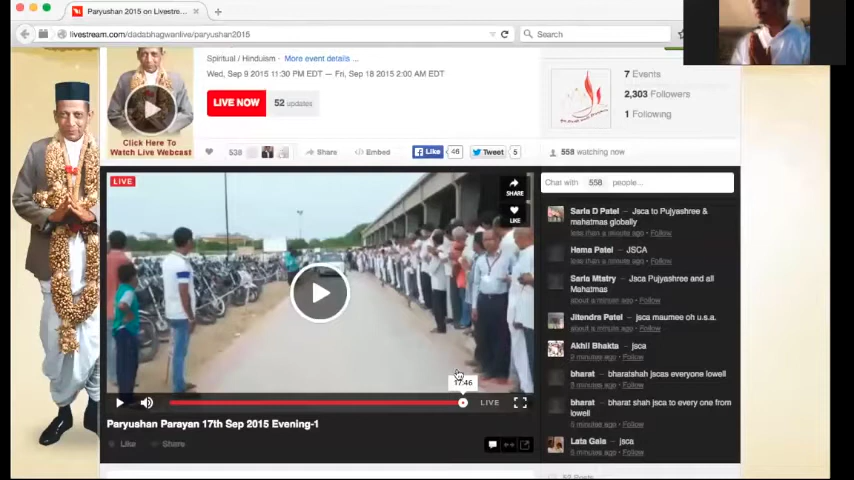 Paryushan 2015 on Livestre...
livestream.com/dadabhagwanlive/paryushan2015
Search
Spiritual / Hinduism · More event details ...
Wed, Sep 9 2015 11:30 PM EDT — Fri, Sep 18 2015 2:00 AM EDT
LIVE NOW 52 updates
Click Here To
Watch Live Webcast
7 Events
2,303 Followers
1 Following
538 Share Embed Like 46 Tweet 5
558 watching now
LIVE
SHARE
LIKE
17:46
LIVE
Paryushan Parayan 17th Sep 2015 Evening-1
Like Share
Chat with 558 people...
Sarla D Patel – Jsca to Pujyashree &
mahatmas globally
less than a minute ago · Follow
Hema Patel – JSCA
less than a minute ago · Follow
Sarla Mistry – Jsca Pujyashree and all
Mahatmas
about a minute ago · Follow
Jitendra Patel – jsca maumee oh u.s.a.
about a minute ago · Follow
Akhil Bhakta – jsca
2 minutes ago · Follow
bharat – bharatshah jscas everyone lowell
minutes ago · Follow
bharat – bharat shah jsca to every one from
lowell
minutes ago · Follow
Lata Gala – jsca
minutes ago · Follow
Posts